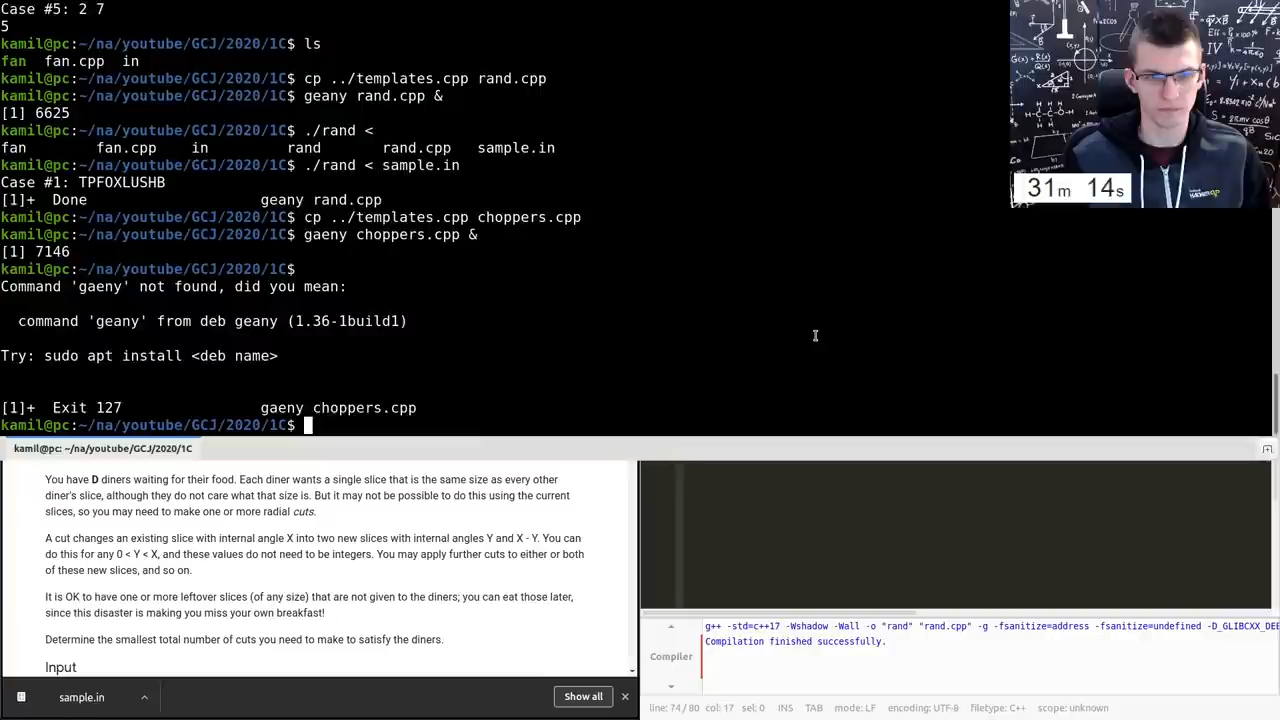 Case #5: 2 7
5
kamil@pc:~/na/youtube/GCJ/2020/1C$ ls
fan  fan.cpp  in
kamil@pc:~/na/youtube/GCJ/2020/1C$ cp ../templates.cpp rand.cpp
kamil@pc:~/na/youtube/GCJ/2020/1C$ geany rand.cpp &
[1] 6625
kamil@pc:~/na/youtube/GCJ/2020/1C$ ./rand <
fan        fan.cpp    in         rand       rand.cpp   sample.in
kamil@pc:~/na/youtube/GCJ/2020/1C$ ./rand < sample.in
Case #1: TPFOXLUSHB
[1]+  Done                    geany rand.cpp
kamil@pc:~/na/youtube/GCJ/2020/1C$ cp ../templates.cpp choppers.cpp
kamil@pc:~/na/youtube/GCJ/2020/1C$ gaeny choppers.cpp &
[1] 7146
kamil@pc:~/na/youtube/GCJ/2020/1C$
Command 'gaeny' not found, did you mean:
command 'geany' from deb geany (1.36-1build1)
Try: sudo apt install <deb name>
[1]+  Exit 127                gaeny choppers.cpp
kamil@pc:~/na/youtube/GCJ/2020/1C$
31m 14s
kamil@pc: ~/na/youtube/GCJ/2020/1C
You have D diners waiting for their food. Each diner wants a single slice that is the same size as every other
diner's slice, although they do not care what that size is. But it may not be possible to do this using the current
slices, so you may need to make one or more radial cuts.
A cut changes an existing slice with internal angle X into two new slices with internal angles Y and X - Y. You can
do this for any 0 < Y < X, and these values do not need to be integers. You may apply further cuts to either or both
of these new slices, and so on.
It is OK to have one or more leftover slices (of any size) that are not given to the diners; you can eat those later,
since this disaster is making you miss your own breakfast!
Determine the smallest total number of cuts you need to make to satisfy the diners.
Input
sample.in
Show all
Compiler
g++ -std=c++17 -Wshadow -Wall -o "rand" "rand.cpp" -g -fsanitize=address -fsanitize=undefined -D_GLIBCXX_DEB
Compilation finished successfully.
line: 74 / 80  col: 17  sel: 0  INS  TAB  mode: LF  encoding: UTF-8  filetype: C++  scope: unknown